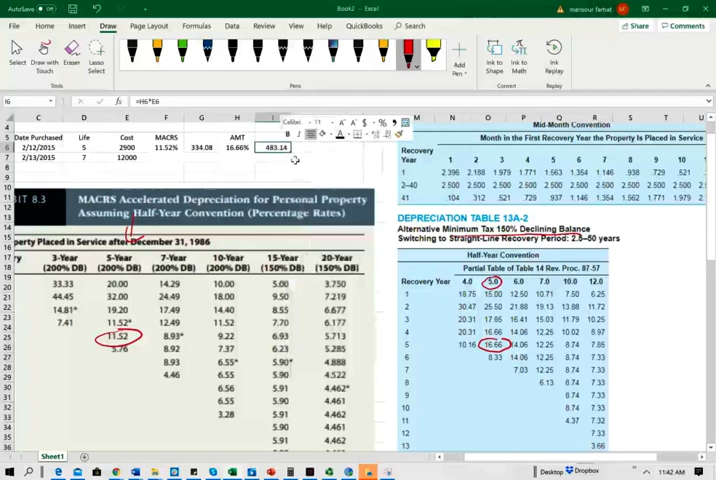 AutoSave Off
Book2 - Excel
mansour farhat
MF
File Home Insert Draw Page Layout Formulas Data Review View Help QuickBooks Search Share Comments
Select
Draw with Touch
Eraser
Lasso Select
Add Pen
Ink to Shape
Ink to Math
Ink Replay
Tools Pens Convert Replay
I6 fx =H6*E6
Calibri 11
C D E F G H I
4
5 Date Purchased Life Cost MACRS AMT
6 2/12/2015 5 2900 11.52% 334.08 16.66% 483.14
7 2/13/2015 7 12000
IT 8.3 MACRS Accelerated Depreciation for Personal Property
Assuming Half-Year Convention (Percentage Rates)
perty Placed in Service after December 31, 1986
3-Year 5-Year 7-Year 10-Year 15-Year 20-Year
(200% DB) (200% DB) (200% DB) (200% DB) (150% DB) (150% DB)
33.33 20.00 14.29 10.00 5.00 3.750
44.45 32.00 24.49 18.00 9.50 7.219
14.81* 19.20 17.49 14.40 8.55 6.677
7.41 11.52* 12.49 11.52 7.70 6.177
11.52 8.93* 9.22 6.93 5.713
5.76 8.92 7.37 6.23 5.285
8.93 6.55* 5.90* 4.888
4.46 6.55 5.90 4.522
6.56 5.91 4.462*
6.55 5.90 4.461
3.28 5.91 4.462
5.90 4.461
5.91 4.462
Mid-Month Convention
Month in the First Recovery Year the Property Is Placed in Service
Recovery Year 1 2 3 4 5 6 7 8 9 10
1 2.396 2.188 1.979 1.771 1.563 1.354 1.146 .938 .729 .521
2–40 2.500 2.500 2.500 2.500 2.500 2.500 2.500 2.500 2.500 2.500
41 .104 .312 .521 .729 .937 1.146 1.354 1.562 1.771 1.979
DEPRECIATION TABLE 13A-2
Alternative Minimum Tax 150% Declining Balance
Switching to Straight-Line Recovery Period: 2.5–50 years
Half-Year Convention
Partial Table of Table 14 Rev. Proc. 87-57
Recovery Year 4.0 5.0 6.0 7.0 10.0 12.0
1 18.75 15.00 12.50 10.71 7.50 6.25
2 30.47 25.50 21.88 19.13 13.88 11.72
3 20.31 17.85 16.41 15.03 11.79 10.25
4 20.31 16.66 14.06 12.25 10.02 8.97
5 10.16 16.66 14.06 12.25 8.74 7.85
6 8.33 14.06 12.25 8.74 7.33
7 7.03 12.25 8.74 7.33
8 6.13 8.74 7.33
9 8.74 7.33
10 8.74 7.33
11 4.37 7.32
12 7.33
13 3.66
Sheet1
Desktop Dropbox
11:42 AM